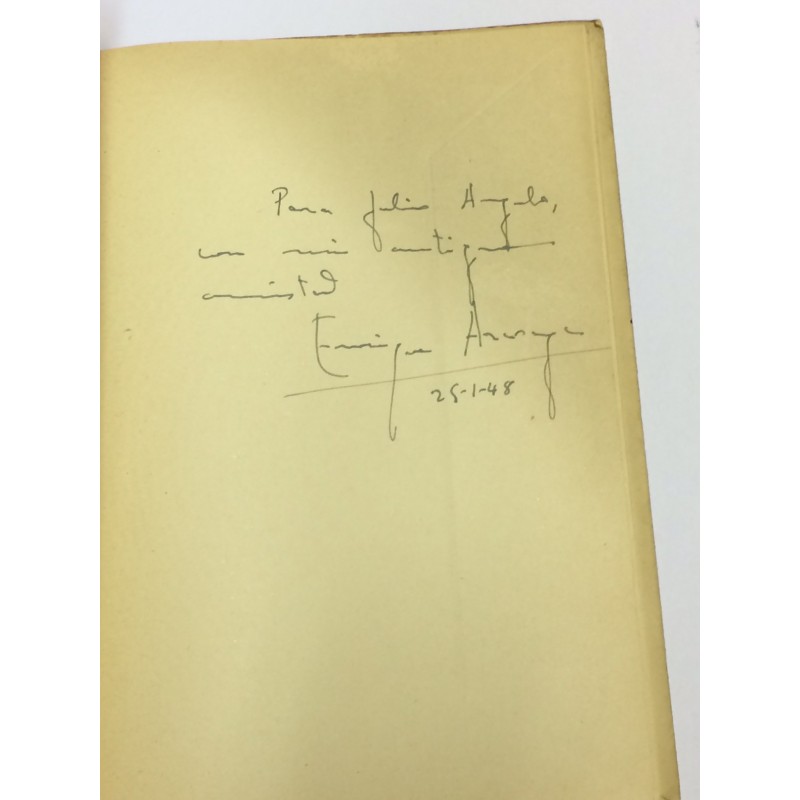 Para Julio Angulo,
con mi antigua
amistad
Enrique Azcoaga
25-1-48